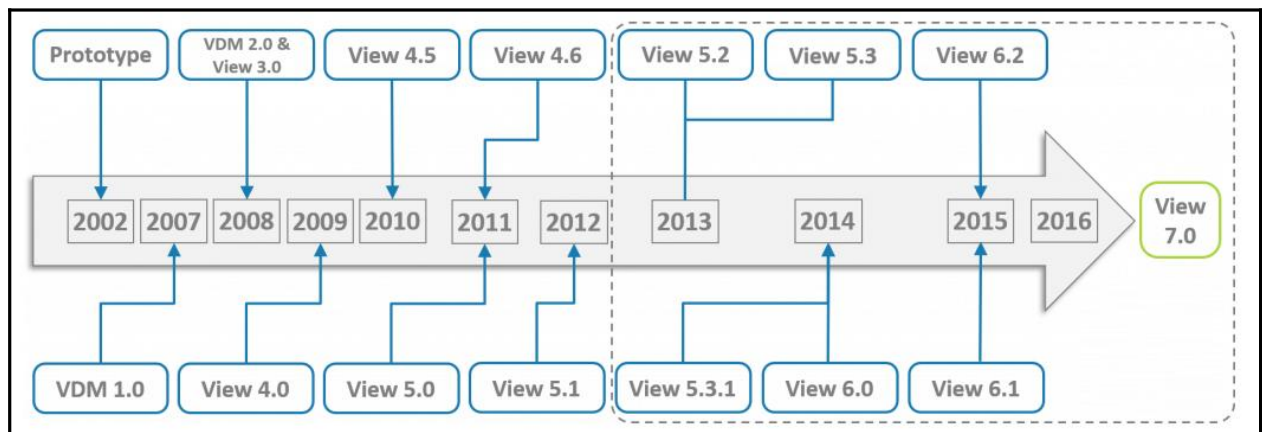 Prototype
VDM 2.0 &
View 3.0
View 4.5
View 4.6
View 5.2
View 5.3
View 6.2
2002
2007
2008
2009
2010
2011
2012
2013
2014
2015
2016
View
7.0
VDM 1.0
View 4.0
View 5.0
View 5.1
View 5.3.1
View 6.0
View 6.1